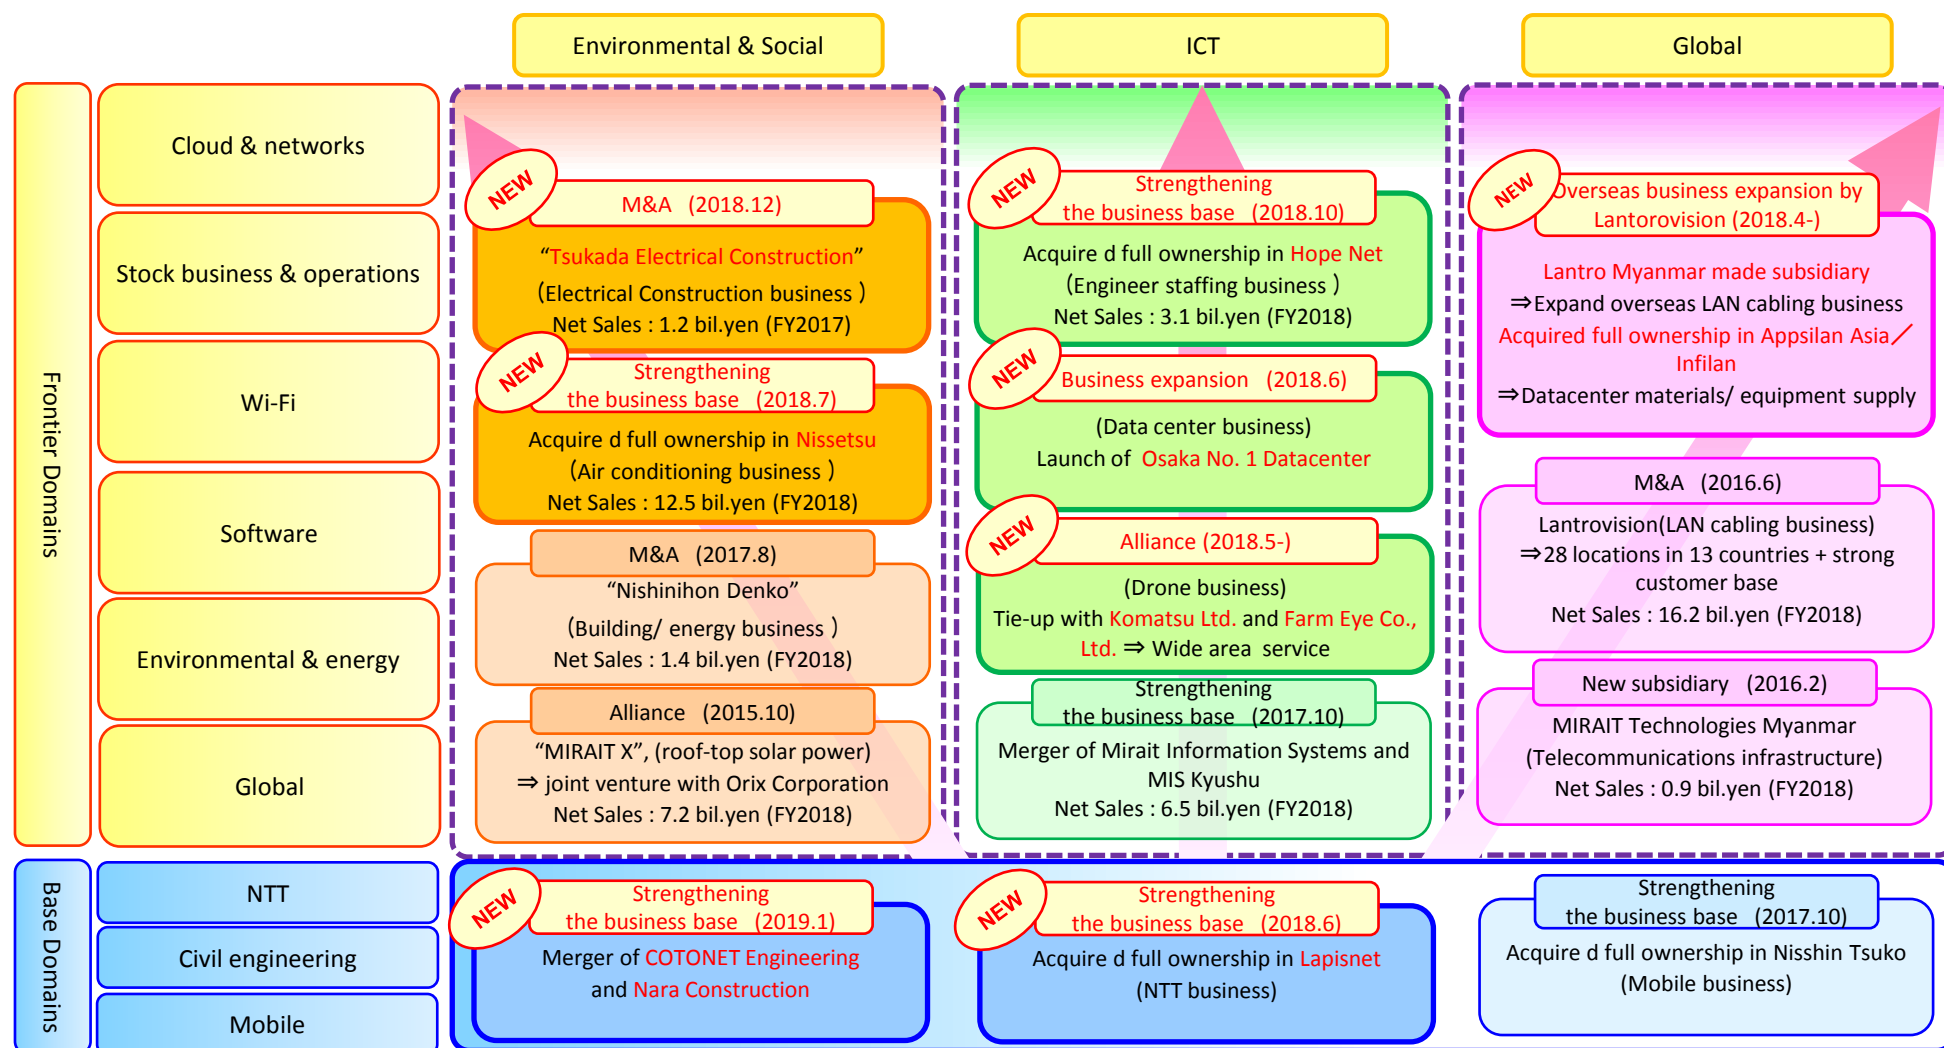 Environmental & Social
ICT
Global
Frontier Domains
Cloud & networks
Stock business & operations
Wi-Fi
Software
Environmental & energy
Global
NEW
M&A (2018.12)
“Tsukada Electrical Construction”
(Electrical Construction business )
Net Sales : 1.2 bil.yen (FY2017)
NEW
Strengthening
the business base (2018.7)
Acquire d full ownership in Nissetsu
(Air conditioning business )
Net Sales : 12.5 bil.yen (FY2018)
M&A (2017.8)
“Nishinihon Denko”
(Building/ energy business )
Net Sales : 1.4 bil.yen (FY2018)
Alliance (2015.10)
“MIRAIT X”, (roof-top solar power)
⇒ joint venture with Orix Corporation
Net Sales : 7.2 bil.yen (FY2018)
NEW
Strengthening
the business base (2018.10)
Acquire d full ownership in Hope Net
(Engineer staffing business )
Net Sales : 3.1 bil.yen (FY2018)
NEW
Business expansion (2018.6)
(Data center business)
Launch of Osaka No. 1 Datacenter
NEW
Alliance (2018.5-)
(Drone business)
Tie-up with Komatsu Ltd. and Farm Eye Co.,
Ltd. ⇒ Wide area service
Strengthening
the business base (2017.10)
Merger of Mirait Information Systems and
MIS Kyushu
Net Sales : 6.5 bil.yen (FY2018)
NEW
Overseas business expansion by
Lantorovision (2018.4-)
Lantro Myanmar made subsidiary
⇒Expand overseas LAN cabling business
Acquired full ownership in Appsilan Asia／
Infilan
⇒Datacenter materials/ equipment supply
M&A (2016.6)
Lantrovision(LAN cabling business)
⇒28 locations in 13 countries + strong
customer base
Net Sales : 16.2 bil.yen (FY2018)
New subsidiary (2016.2)
MIRAIT Technologies Myanmar
(Telecommunications infrastructure)
Net Sales : 0.9 bil.yen (FY2018)
Base Domains
NTT
Civil engineering
Mobile
NEW
Strengthening
the business base (2019.1)
Merger of COTONET Engineering
and Nara Construction
NEW
Strengthening
the business base (2018.6)
Acquire d full ownership in Lapisnet
(NTT business)
Strengthening
the business base (2017.10)
Acquire d full ownership in Nisshin Tsuko
(Mobile business)